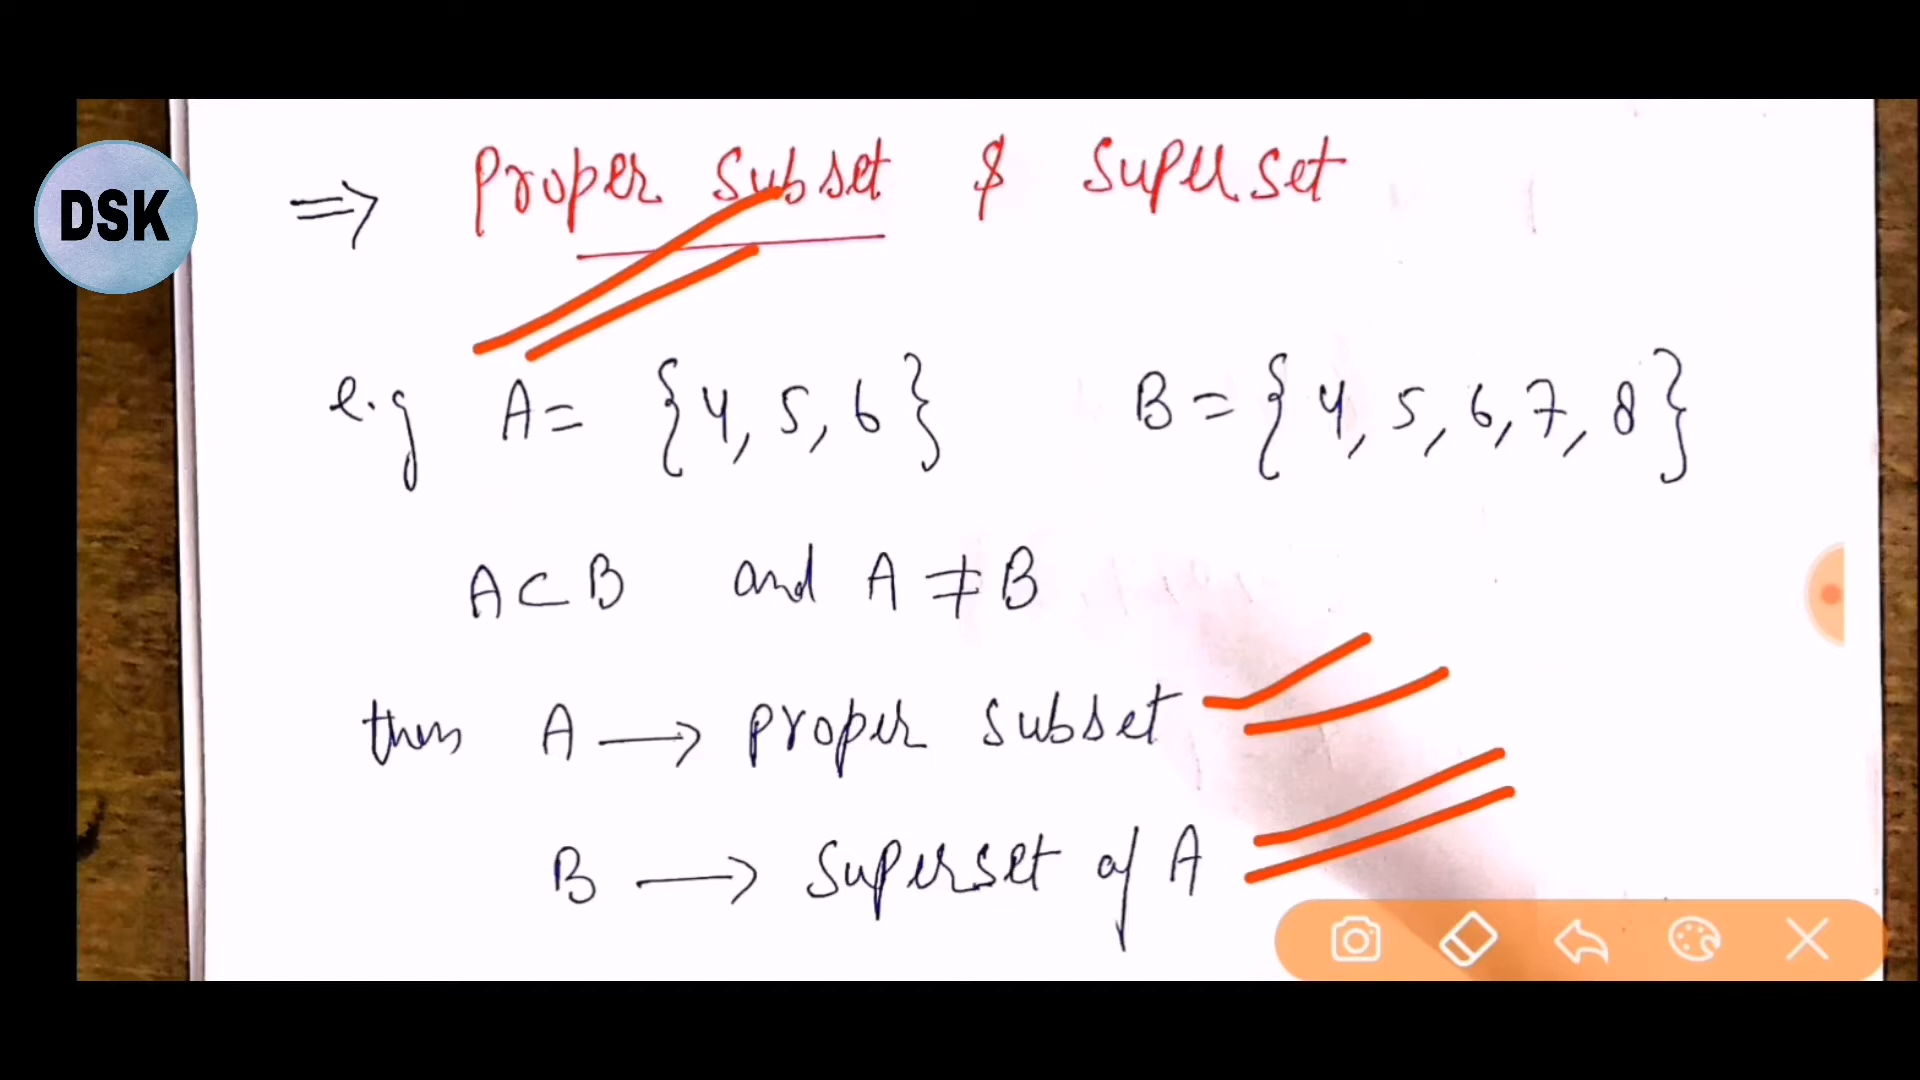 DSK
⇒ Proper Subset & Superset
e.g A = {4, 5, 6} B = {4, 5, 6, 7, 8}
A ⊂ B and A ≠ B
then A → Proper Subset
B → Superset of A